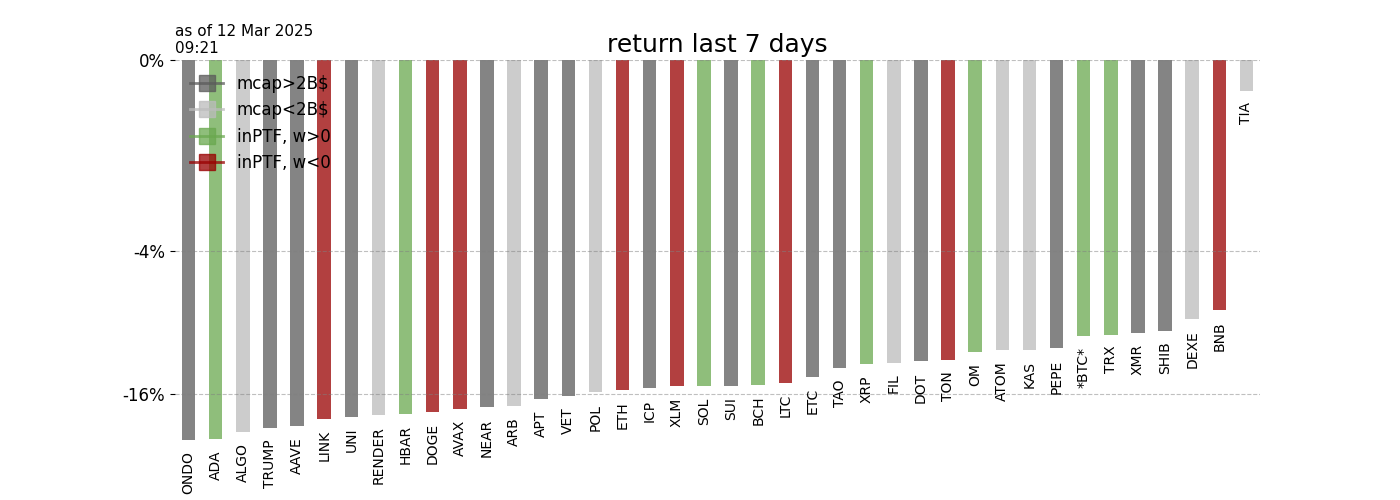 as of 12 Mar 2025
09:21
return last 7 days
0%
-4%
-16%
mcap>2B$
mcap<2B$
inPTF, w>0
inPTF, w<0
ONDO
ADA
ALGO
TRUMP
AAVE
LINK
UNI
RENDER
HBAR
DOGE
AVAX
NEAR
ARB
APT
VET
POL
ETH
ICP
XLM
SOL
SUI
BCH
LTC
ETC
TAO
XRP
FIL
DOT
TON
OM
ATOM
KAS
PEPE
*BTC*
TRX
XMR
SHIB
DEXE
BNB
TIA